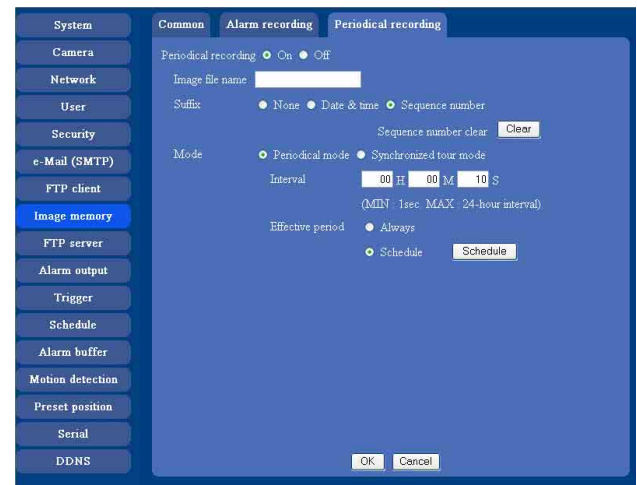 System
Camera
Network
User
Security
e-Mail (SMTP)
FTP client
Image memory
FTP server
Alarm output
Trigger
Schedule
Alarm buffer
Motion detection
Preset position
Serial
DDNS
Common Alarm recording Periodical recording
Periodical recording On Off
Image file name
Suffix None Date & time Sequence number
Sequence number clear Clear
Mode Periodical mode Synchronized tour mode
Interval 00 H 00 M 10 S
(MIN : 1sec MAX : 24-hour interval)
Effective period Always
Schedule Schedule
OK Cancel